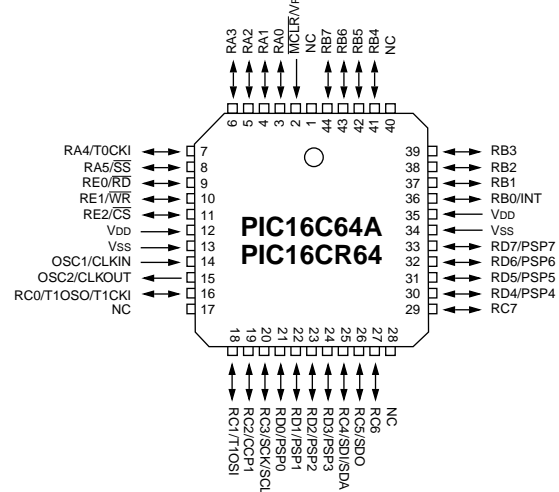 RA3
RA2
RA1
RA0
MCLR/V
NC
RB7
RB6
RB5
RB4
NC
6
5
4
3
2
1
44
43
42
41
40
RA4/T0CKI 7
RA5/SS 8
RE0/RD 9
RE1/WR 10
RE2/CS 11
VDD 12
VSS 13
OSC1/CLKIN 14
OSC2/CLKOUT 15
RC0/T1OSO/T1CKI 16
NC 17
PIC16C64A
PIC16CR64
39 RB3
38 RB2
37 RB1
36 RB0/INT
35 VDD
34 VSS
33 RD7/PSP7
32 RD6/PSP6
31 RD5/PSP5
30 RD4/PSP4
29 RC7
18
19
20
21
22
23
24
25
26
27
28
RC1/T1OSI
RC2/CCP1
RC3/SCK/SCL
RD0/PSP0
RD1/PSP1
RD2/PSP2
RD3/PSP3
RC4/SDI/SDA
RC5/SDO
RC6
NC